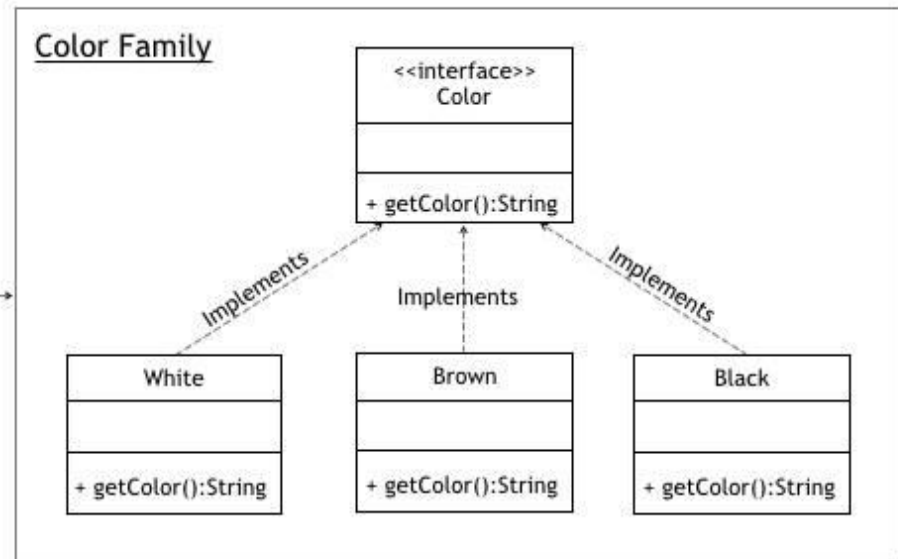 Color Family
<<interface>>
Color
+ getColor():String
Implements
Implements
Implements
White
Brown
Black
+ getColor():String
+ getColor():String
+ getColor():String